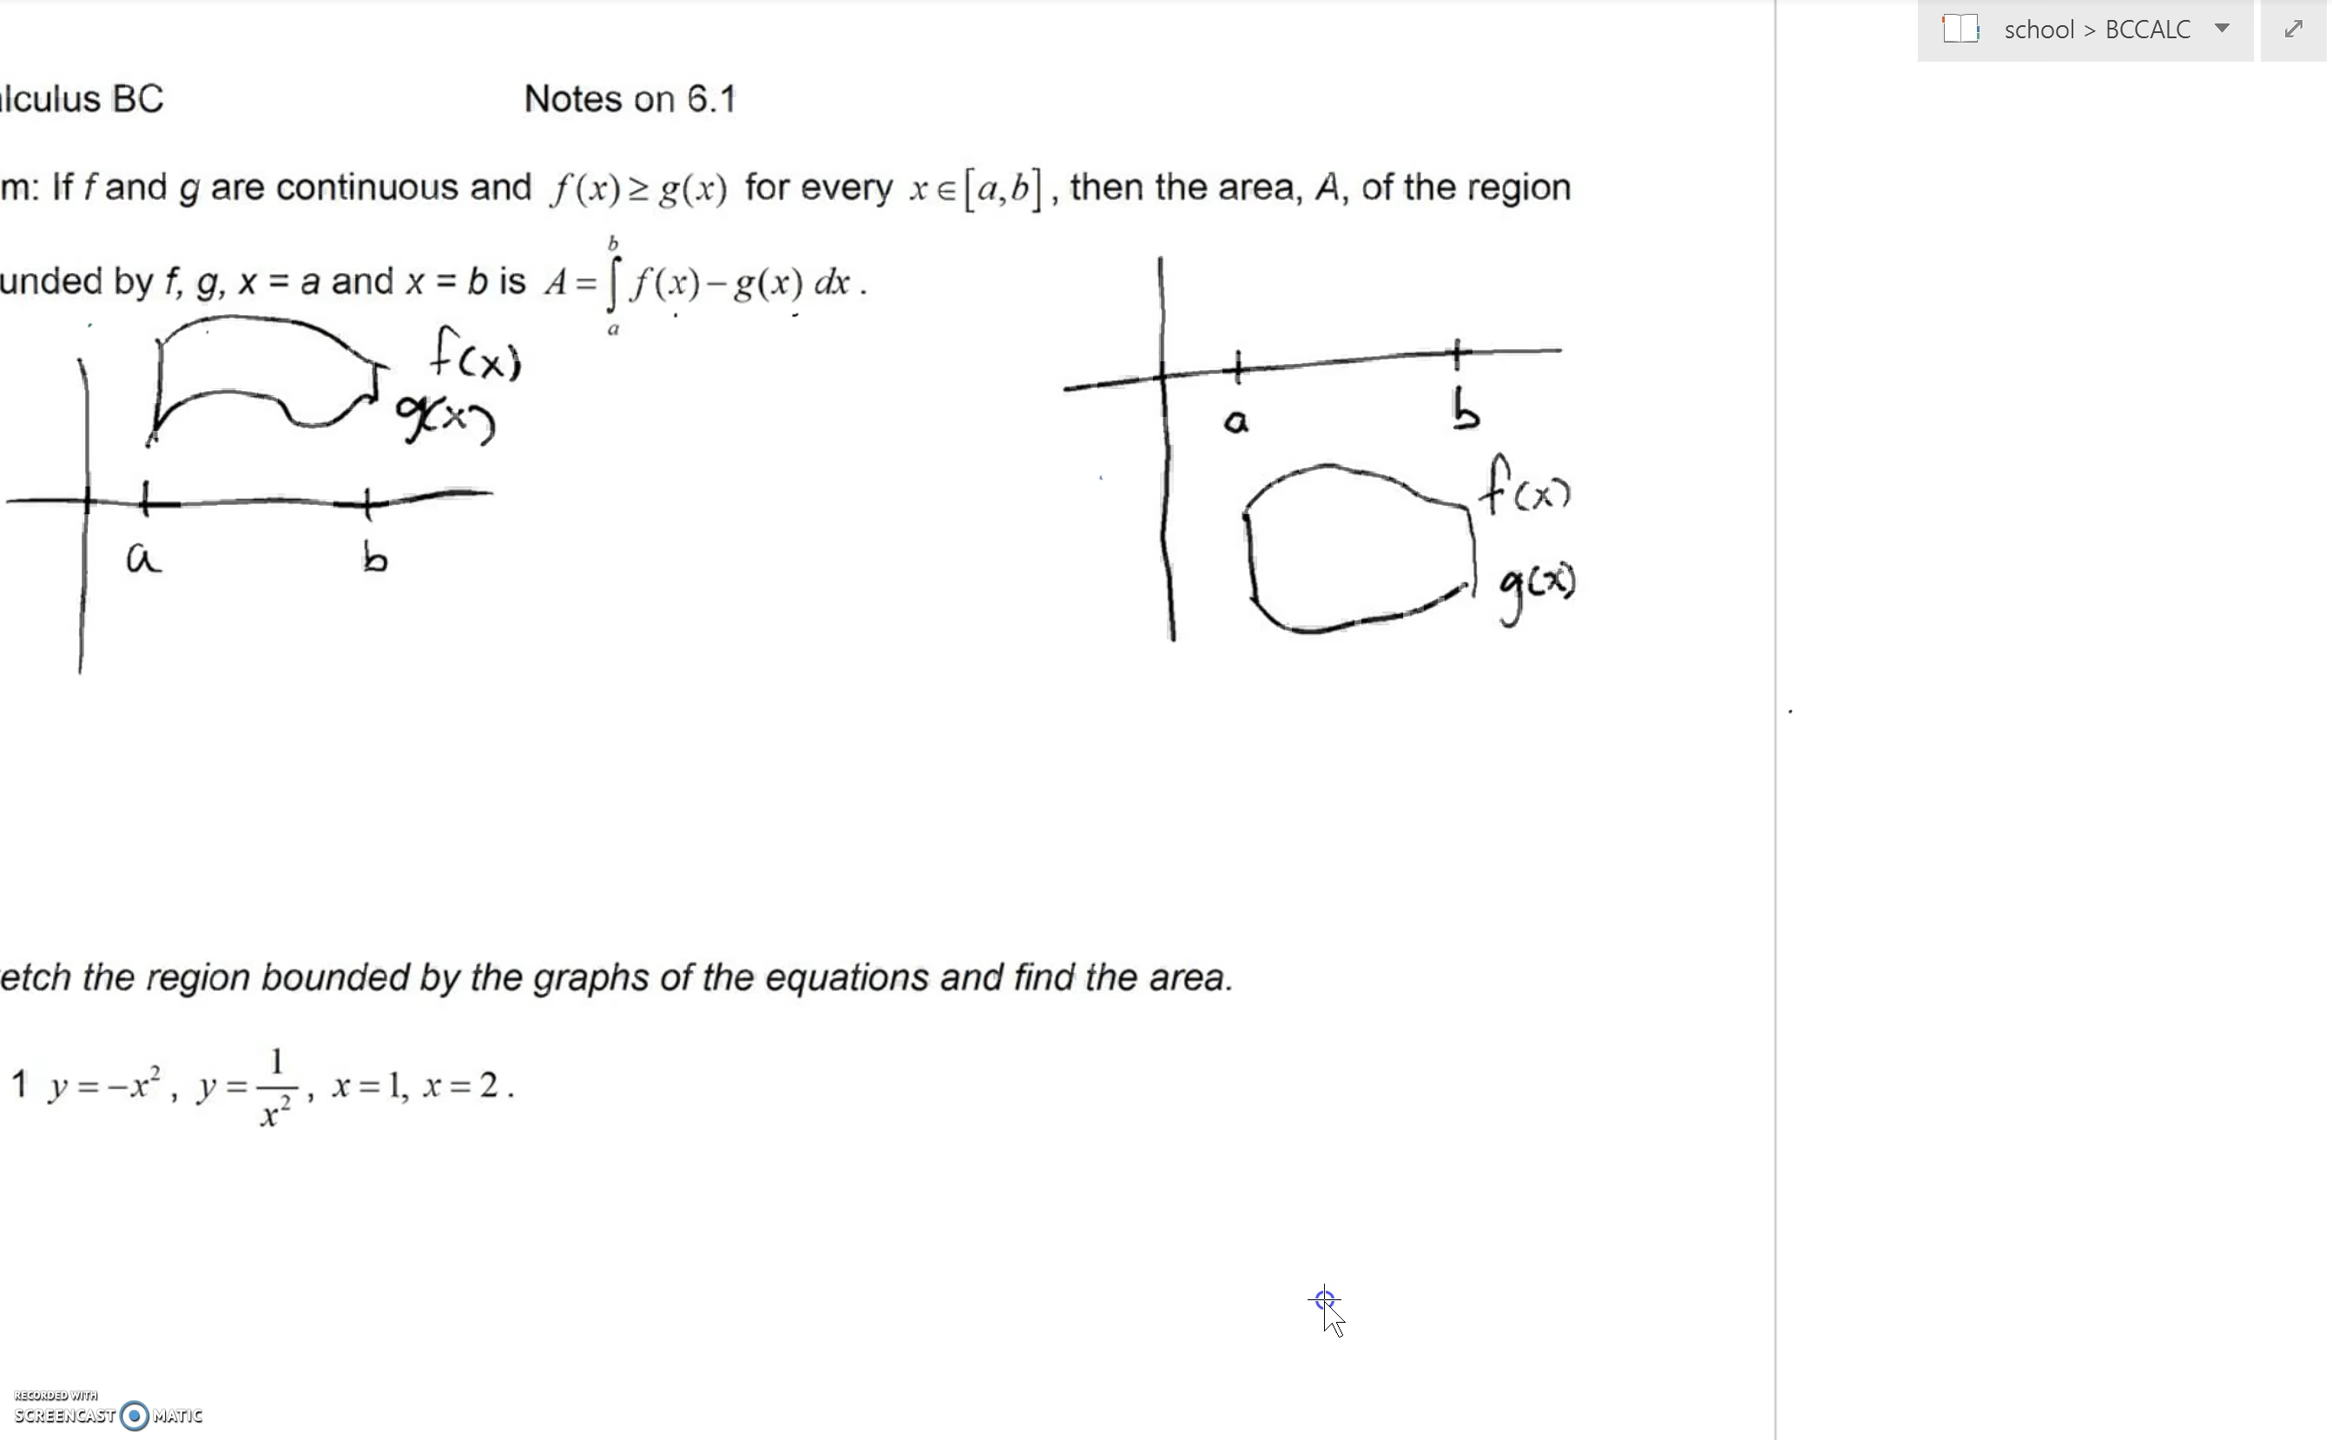 school > BCCALC
lculus BC Notes on 6.1
m: If f and g are continuous and f(x) ≥ g(x) for every x ∈ [a,b], then the area, A, of the region
unded by f, g, x = a and x = b is A = ∫_a^b f(x) − g(x) dx.
f(x)
g(x)
a b
a b
f(x)
g(x)
etch the region bounded by the graphs of the equations and find the area.
1 y = −x², y = 1/x², x = 1, x = 2.
RECORDED WITH
SCREENCAST MATIC